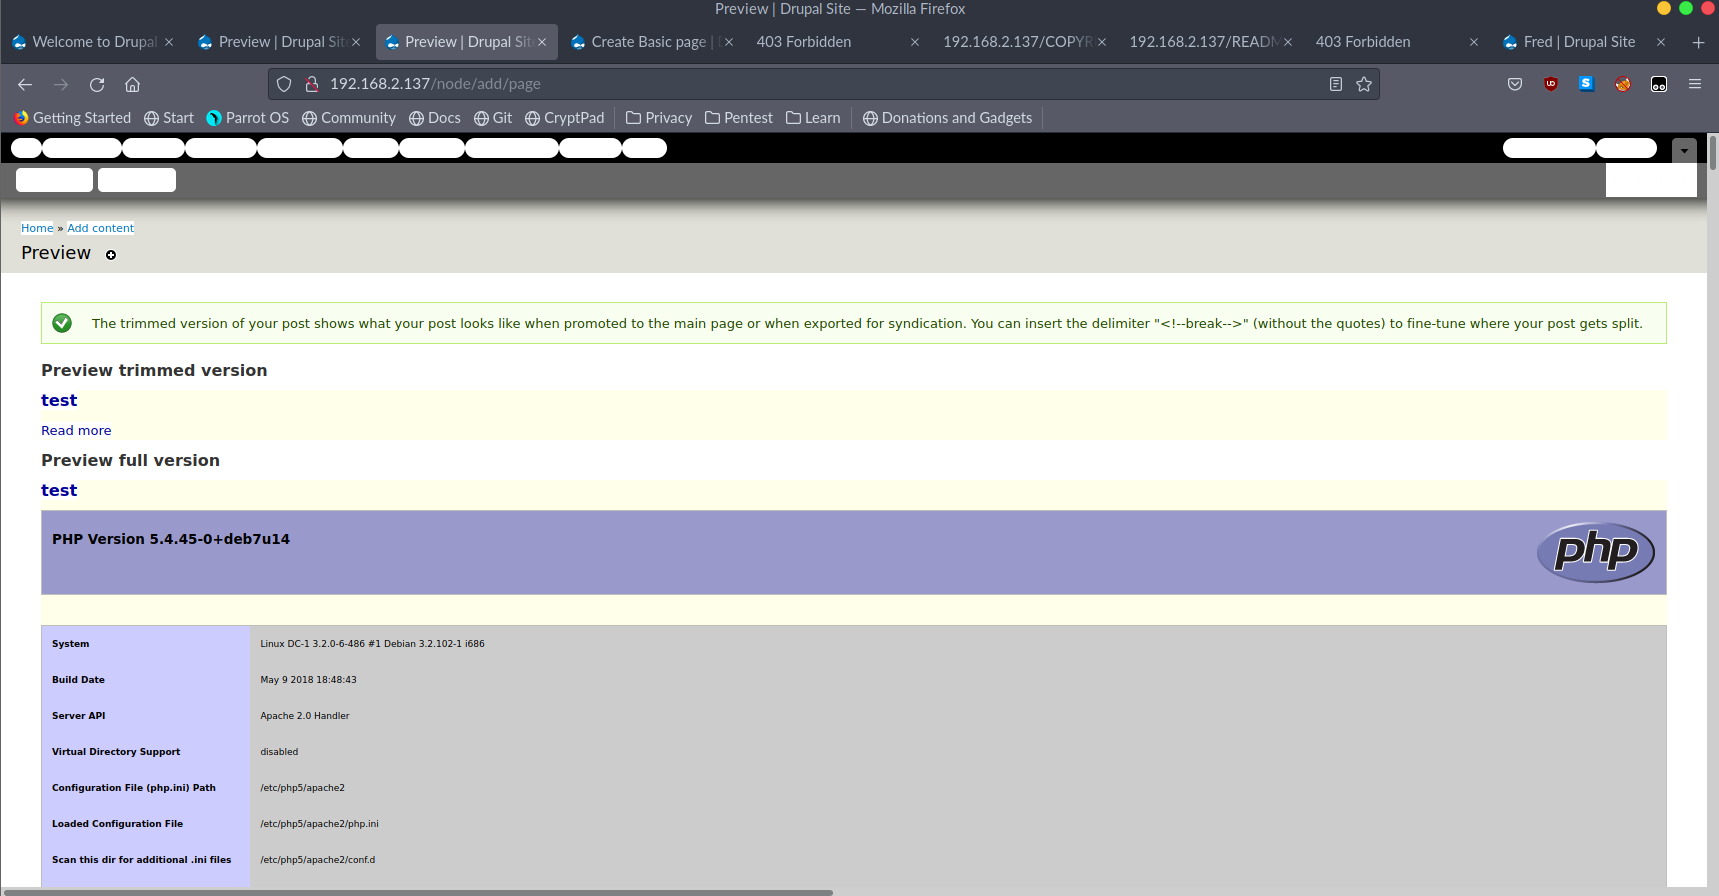 Preview | Drupal Site — Mozilla Firefox
Welcome to Drupal Preview | Drupal Site Preview | Drupal Site Create Basic page | 403 Forbidden 192.168.2.137/COPYR 192.168.2.137/READM 403 Forbidden Fred | Drupal Site
192.168.2.137/node/add/page
Getting Started Start Parrot OS Community Docs Git CryptPad Privacy Pentest Learn Donations and Gadgets
Home » Add content
Preview
The trimmed version of your post shows what your post looks like when promoted to the main page or when exported for syndication. You can insert the delimiter "<!--break-->" (without the quotes) to fine-tune where your post gets split.
Preview trimmed version
test
Read more
Preview full version
test
PHP Version 5.4.45-0+deb7u14
php
System Linux DC-1 3.2.0-6-486 #1 Debian 3.2.102-1 i686
Build Date May 9 2018 18:48:43
Server API Apache 2.0 Handler
Virtual Directory Support disabled
Configuration File (php.ini) Path /etc/php5/apache2
Loaded Configuration File /etc/php5/apache2/php.ini
Scan this dir for additional .ini files /etc/php5/apache2/conf.d